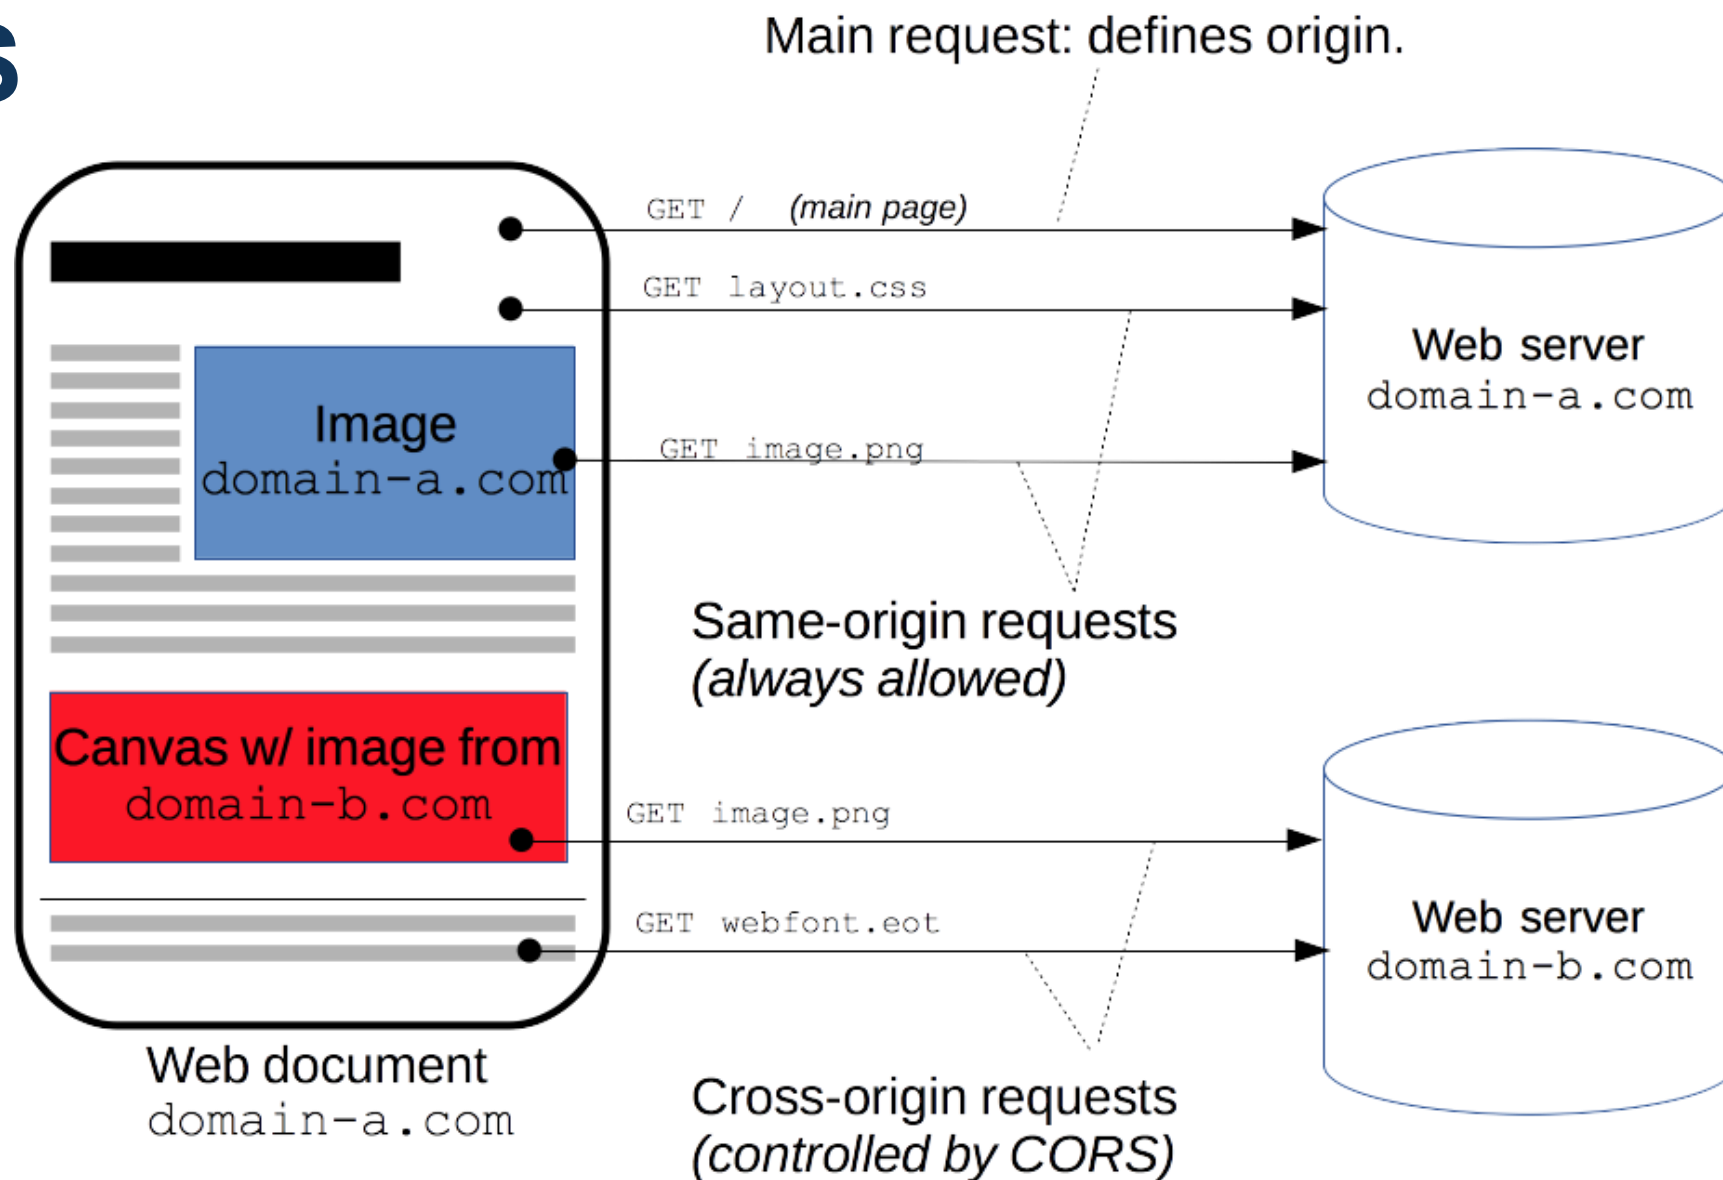 s
Main request: defines origin.
GET / (main page)
GET layout.css
Web server
domain-a.com
Image
domain-a.com
GET image.png
Same-origin requests
(always allowed)
Canvas w/ image from
domain-b.com
GET image.png
GET webfont.eot
Web server
domain-b.com
Web document
domain-a.com
Cross-origin requests
(controlled by CORS)